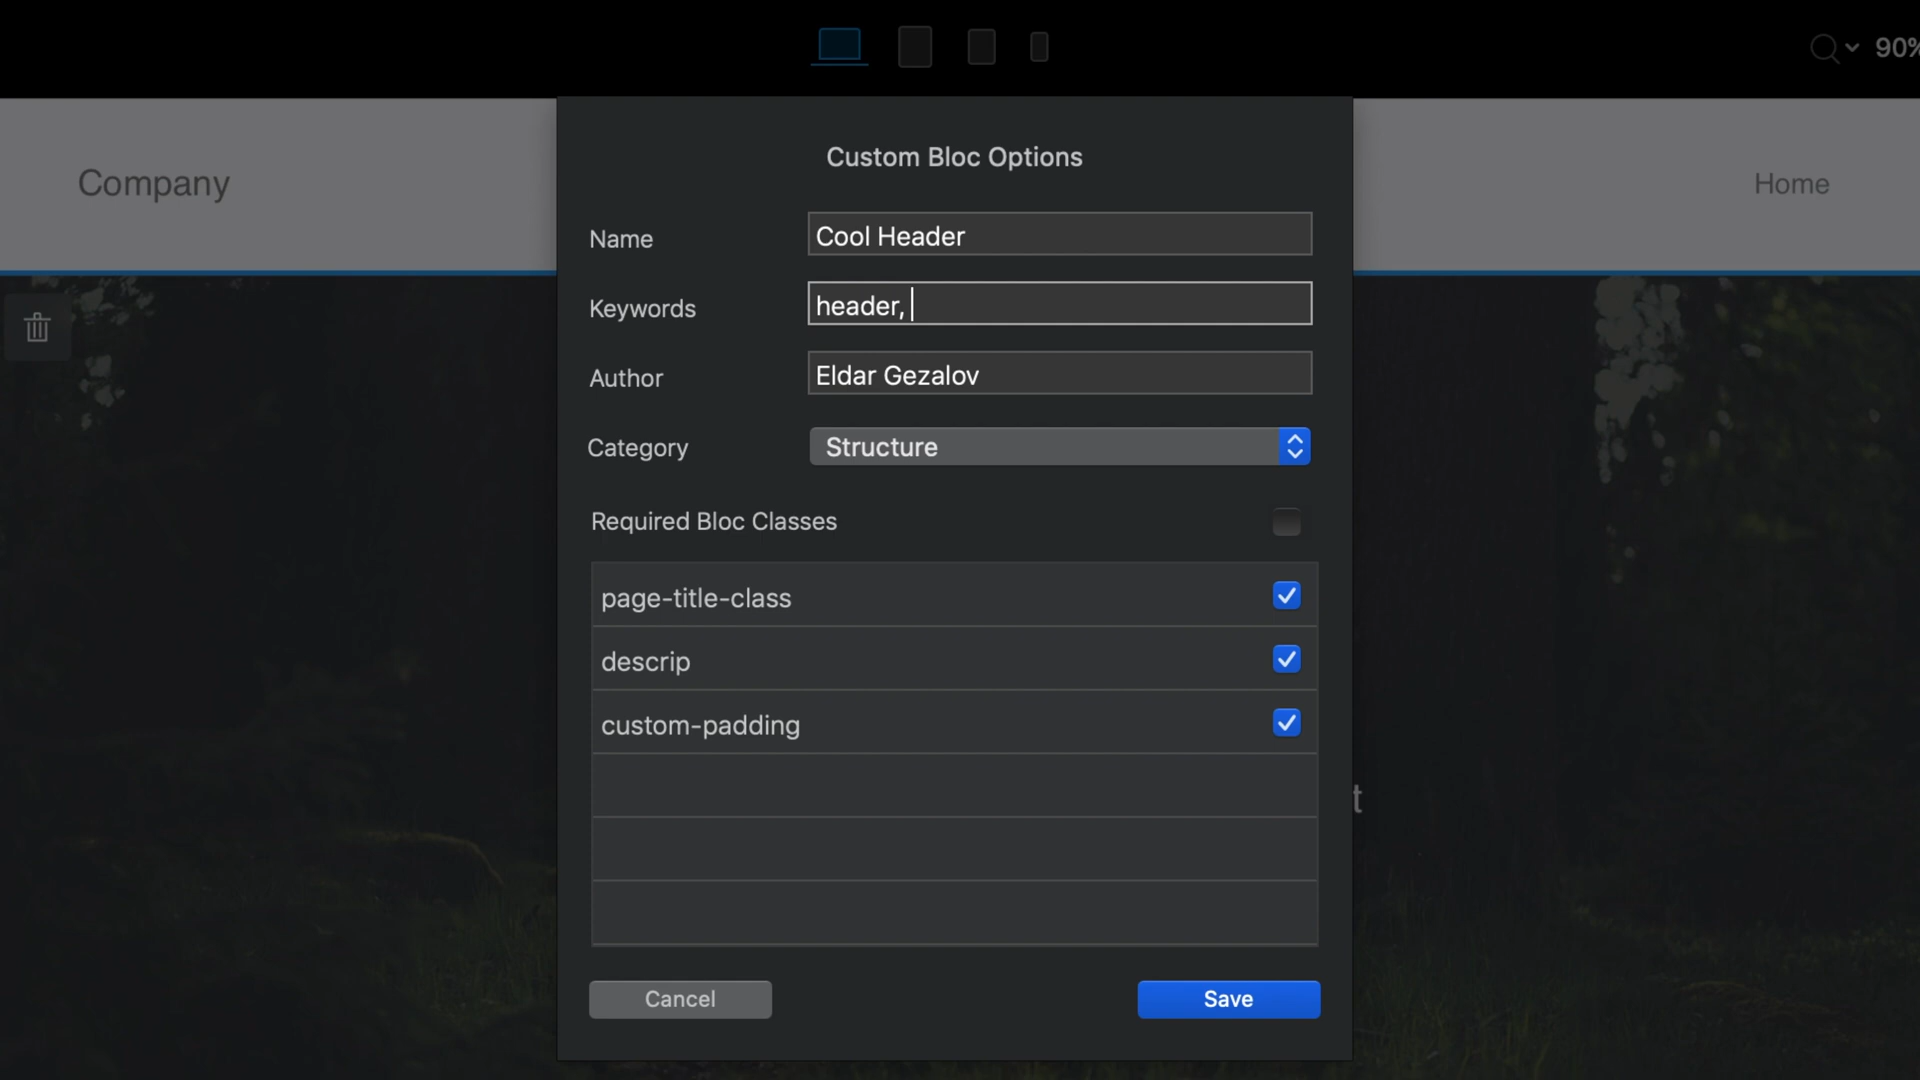 90%
Custom Bloc Options
Company
Home
Name
Cool Header
Keywords
header,
Author
Eldar Gezalov
Category
Structure
Required Bloc Classes
page-title-class
descrip
custom-padding
t
Cancel
Save